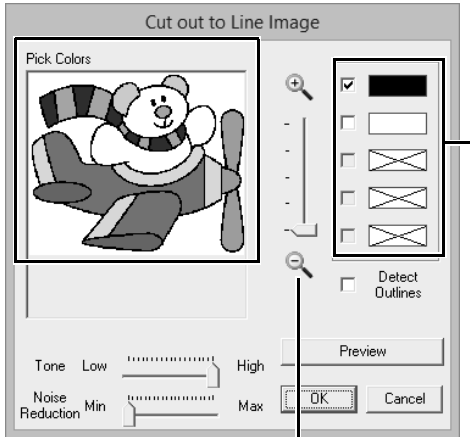 Cut out to Line Image
Pick Colors
Detect
Outlines
Tone Low High
Preview
Noise
Reduction Min Max
OK Cancel